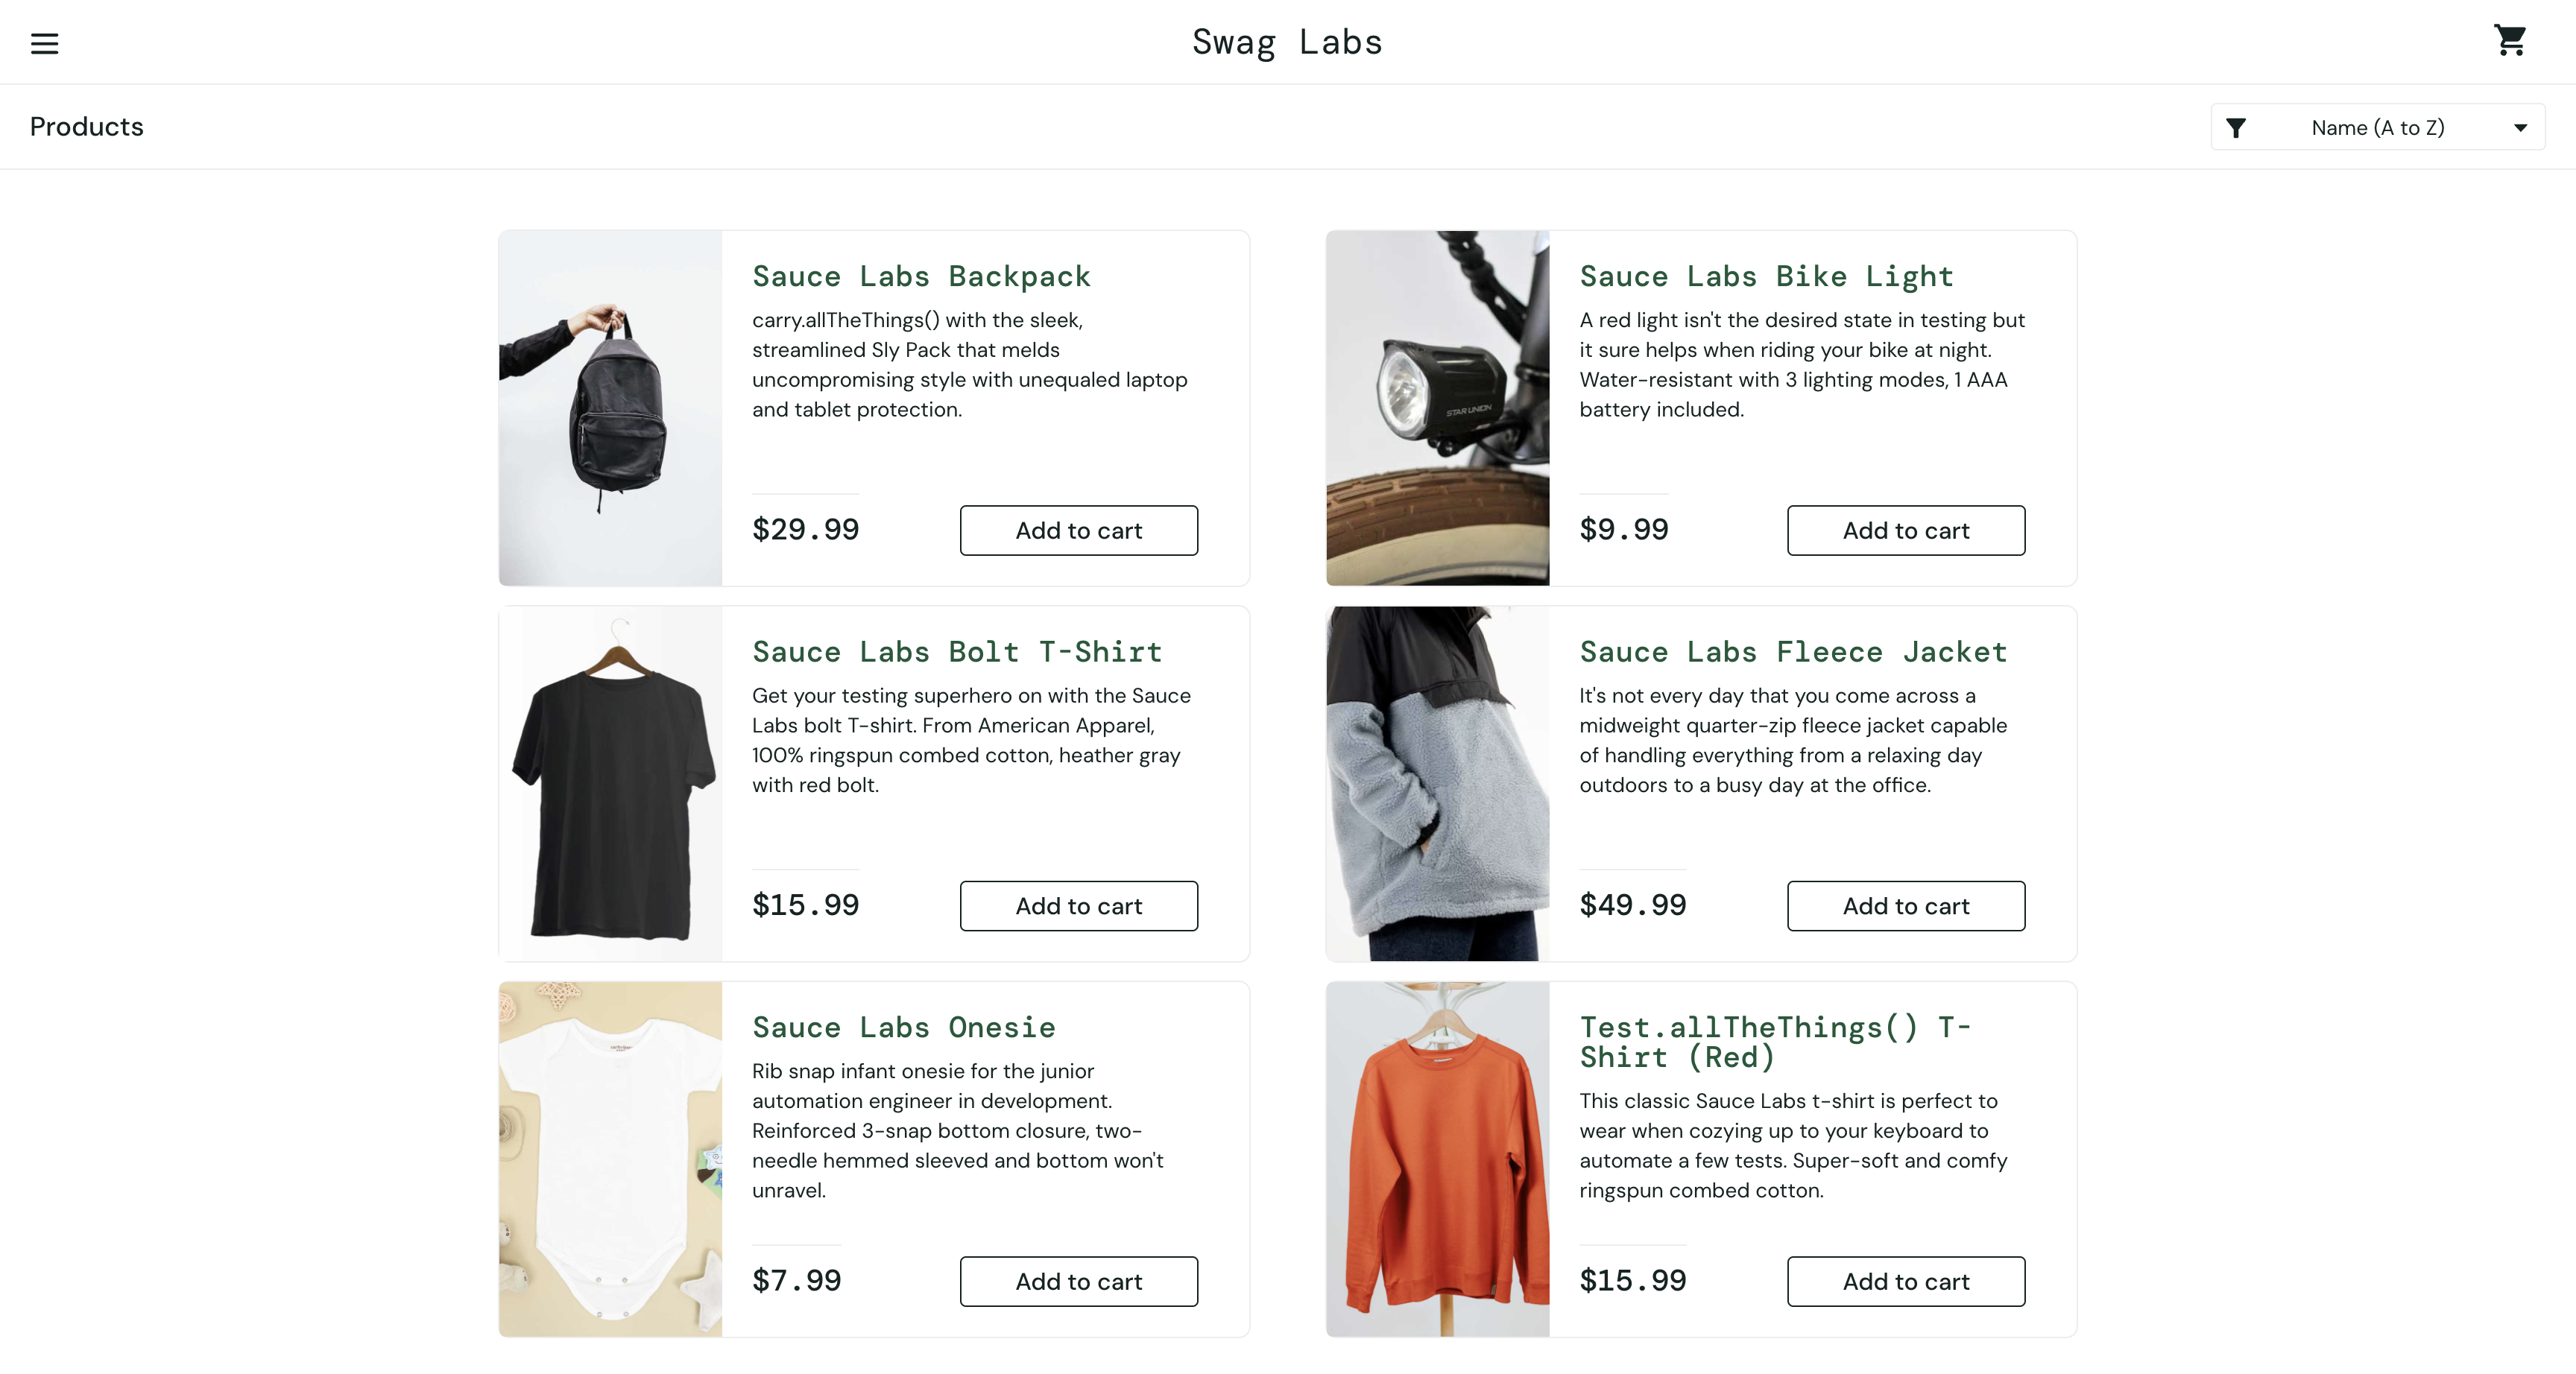 Swag Labs
Products
Name (A to Z)
Sauce Labs Backpack
carry.allTheThings() with the sleek,
streamlined Sly Pack that melds
uncompromising style with unequaled laptop
and tablet protection.
$29.99
Add to cart
Sauce Labs Bike Light
A red light isn't the desired state in testing but
it sure helps when riding your bike at night.
Water-resistant with 3 lighting modes, 1 AAA
battery included.
STAR UNION
$9.99
Add to cart
Sauce Labs Bolt T-Shirt
Get your testing superhero on with the Sauce
Labs bolt T-shirt. From American Apparel,
100% ringspun combed cotton, heather gray
with red bolt.
$15.99
Add to cart
Sauce Labs Fleece Jacket
It's not every day that you come across a
midweight quarter-zip fleece jacket capable
of handling everything from a relaxing day
outdoors to a busy day at the office.
$49.99
Add to cart
Sauce Labs Onesie
Rib snap infant onesie for the junior
automation engineer in development.
Reinforced 3-snap bottom closure, two-
needle hemmed sleeved and bottom won't
unravel.
$7.99
Add to cart
Test.allTheThings() T-
Shirt (Red)
This classic Sauce Labs t-shirt is perfect to
wear when cozying up to your keyboard to
automate a few tests. Super-soft and comfy
ringspun combed cotton.
$15.99
Add to cart